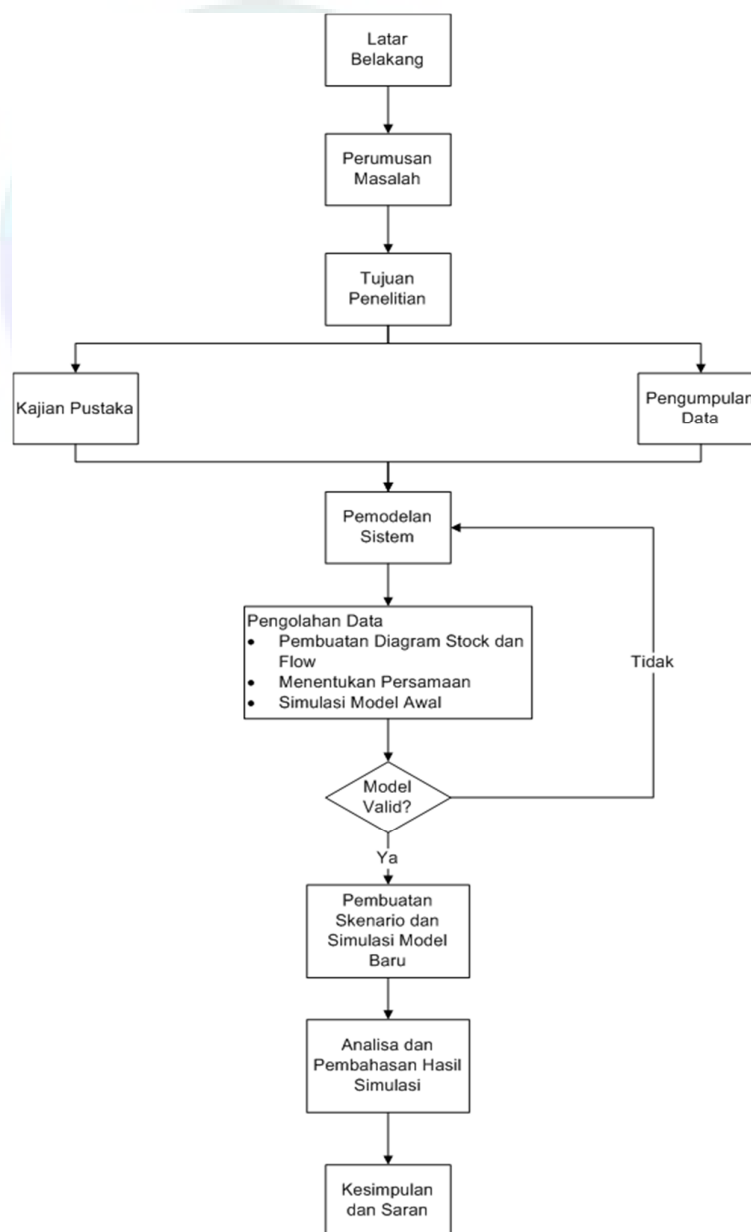 Latar
Belakang
Perumusan
Masalah
Tujuan
Penelitian
Kajian Pustaka
Pengumpulan
Data
Pemodelan
Sistem
Pengolahan Data
• Pembuatan Diagram Stock dan
Flow
• Menentukan Persamaan
• Simulasi Model Awal
Tidak
Model
Valid?
Ya
Pembuatan
Skenario dan
Simulasi Model
Baru
Analisa dan
Pembahasan Hasil
Simulasi
Kesimpulan
dan Saran